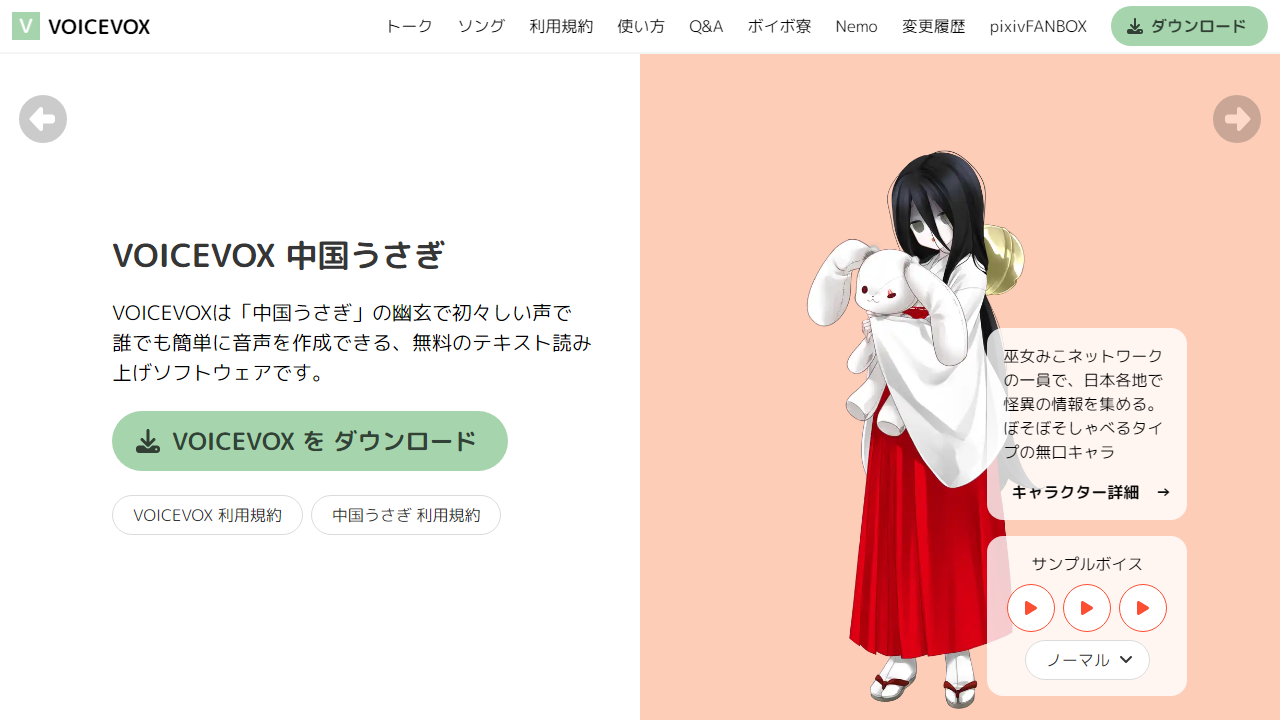 V VOICEVOX
トーク ソング 利用規約 使い方 Q&A ボイボ寮 Nemo 変更履歴 pixivFANBOX ダウンロード
VOICEVOX 中国うさぎ
VOICEVOXは「中国うさぎ」の幽玄で初々しい声で
誰でも簡単に音声を作成できる、無料のテキスト読み
上げソフトウェアです。
VOICEVOX を ダウンロード
VOICEVOX 利用規約 中国うさぎ 利用規約
巫女みこネットワーク
の一員で、日本各地で
怪異の情報を集める。
ぼそぼそしゃべるタイ
プの無口キャラ
キャラクター詳細 →
サンプルボイス
ノーマル